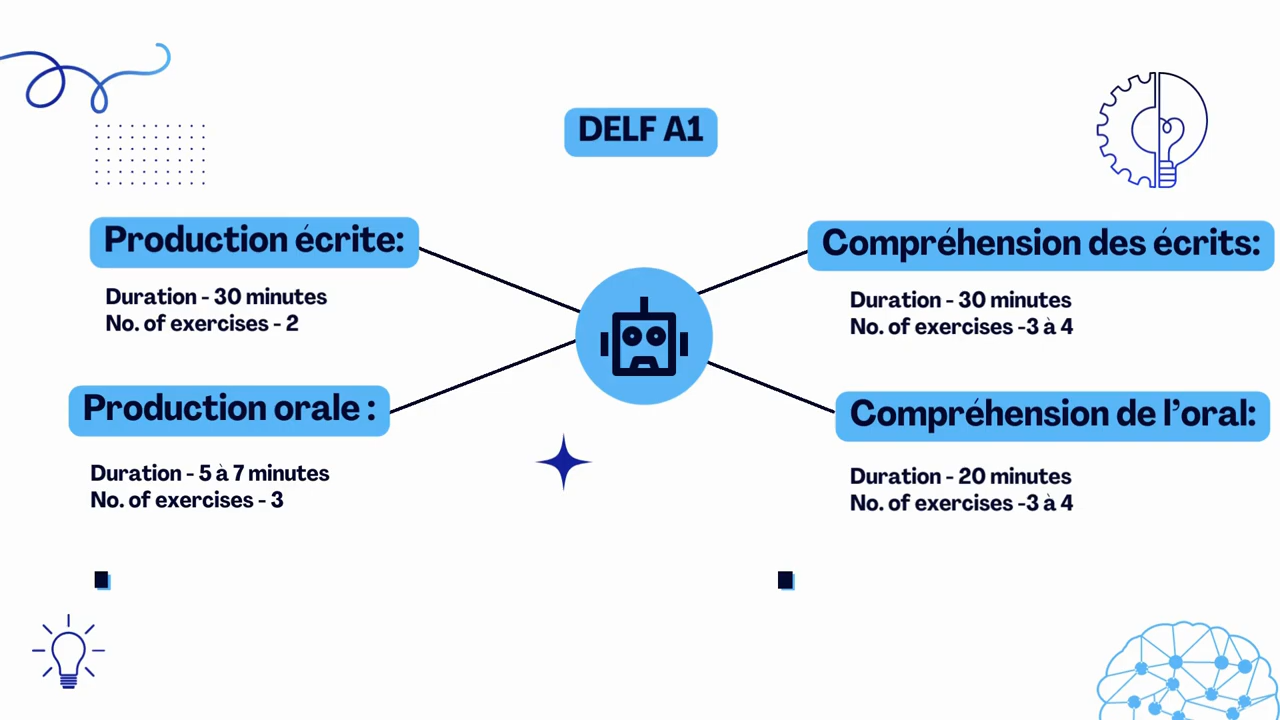 DELF A1
Production écrite:
Duration - 30 minutes
No. of exercises - 2
Production orale :
Duration - 5 à 7 minutes
No. of exercises - 3
Compréhension des écrits:
Duration - 30 minutes
No. of exercises -3 à 4
Compréhension de l’oral:
Duration - 20 minutes
No. of exercises -3 à 4